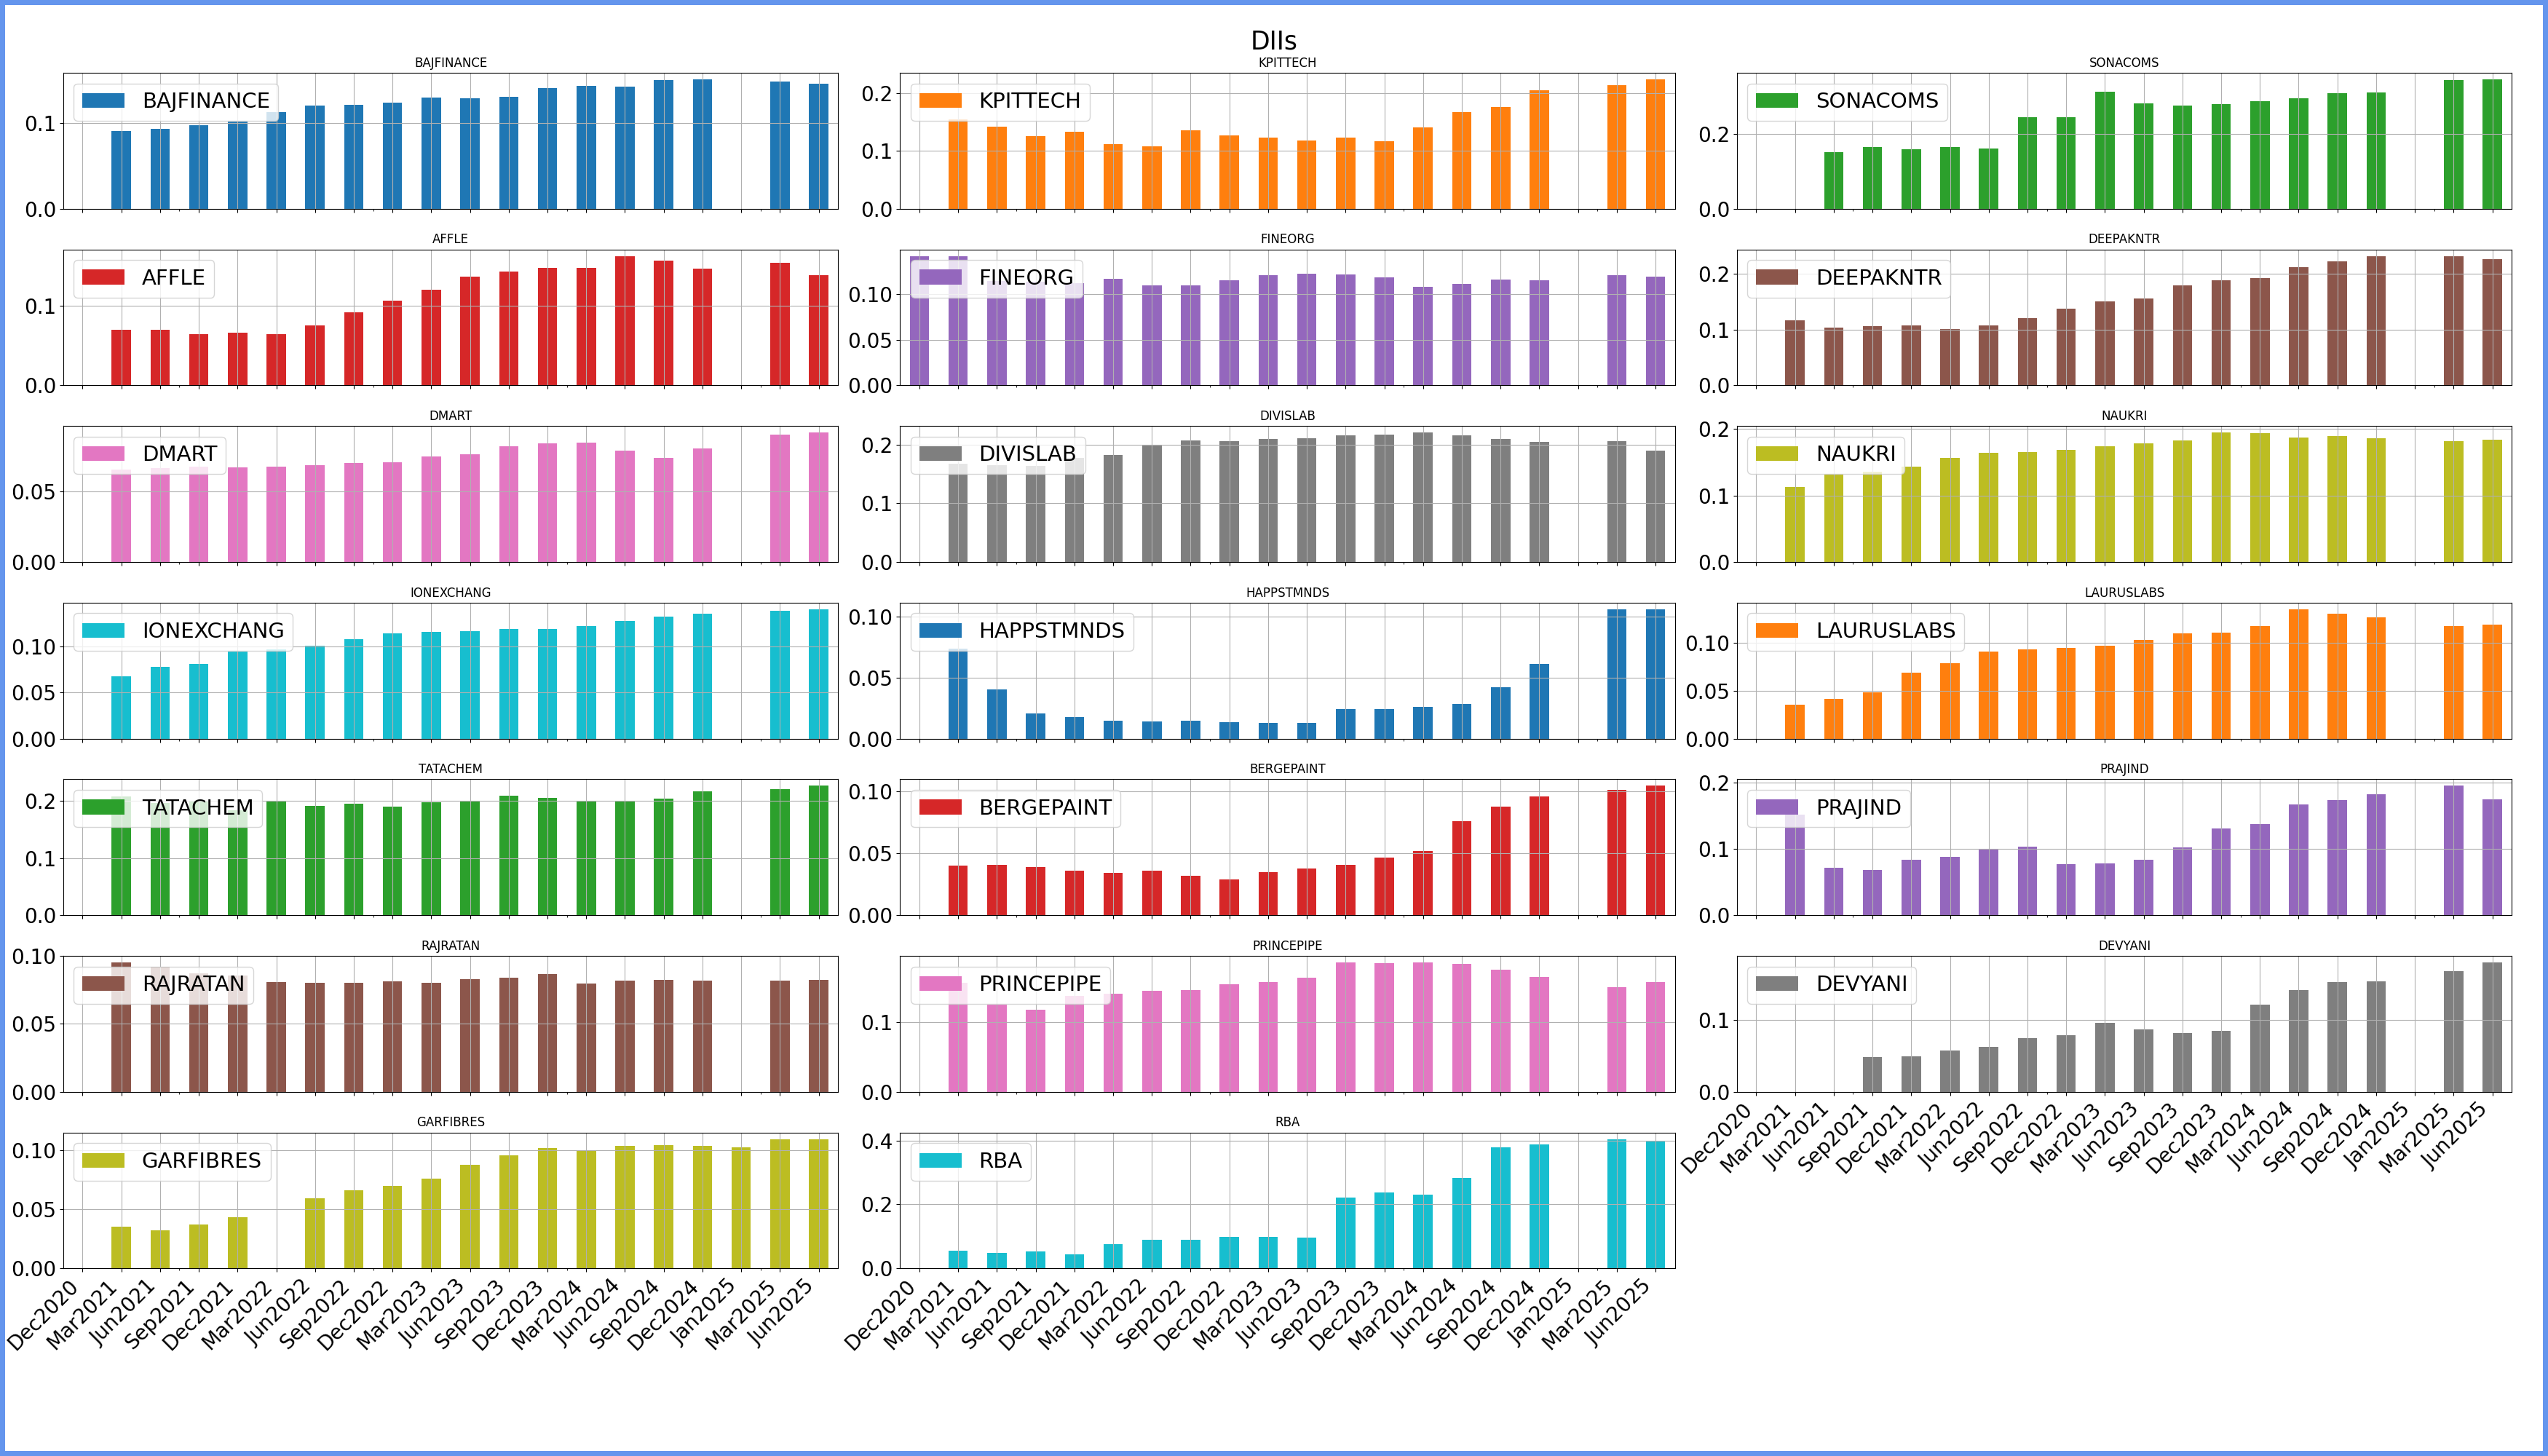 DIIs
BAJFINANCE
BAJFINANCE
0.1
0.0
KPITTECH
KPITTECH
0.2
0.1
0.0
SONACOMS
SONACOMS
0.2
0.0
AFFLE
AFFLE
0.1
0.0
FINEORG
FINEORG
0.10
0.05
0.00
DEEPAKNTR
DEEPAKNTR
0.2
0.1
0.0
DMART
DMART
0.05
0.00
DIVISLAB
DIVISLAB
0.2
0.1
0.0
NAUKRI
NAUKRI
0.2
0.1
0.0
IONEXCHANG
IONEXCHANG
0.10
0.05
0.00
HAPPSTMNDS
HAPPSTMNDS
0.10
0.05
0.00
LAURUSLABS
LAURUSLABS
0.10
0.05
0.00
TATACHEM
TATACHEM
0.2
0.1
0.0
BERGEPAINT
BERGEPAINT
0.10
0.05
0.00
PRAJIND
PRAJIND
0.2
0.1
0.0
RAJRATAN
RAJRATAN
0.10
0.05
0.00
PRINCEPIPE
PRINCEPIPE
0.1
0.0
DEVYANI
DEVYANI
0.1
0.0
Dec2020
Mar2021
Jun2021
Sep2021
Dec2021
Mar2022
Jun2022
Sep2022
Dec2022
Mar2023
Jun2023
Sep2023
Dec2023
Mar2024
Jun2024
Sep2024
Dec2024
Jan2025
Mar2025
Jun2025
GARFIBRES
GARFIBRES
0.10
0.05
0.00
Dec2020
Mar2021
Jun2021
Sep2021
Dec2021
Mar2022
Jun2022
Sep2022
Dec2022
Mar2023
Jun2023
Sep2023
Dec2023
Mar2024
Jun2024
Sep2024
Dec2024
Jan2025
Mar2025
Jun2025
RBA
RBA
0.4
0.2
0.0
Dec2020
Mar2021
Jun2021
Sep2021
Dec2021
Mar2022
Jun2022
Sep2022
Dec2022
Mar2023
Jun2023
Sep2023
Dec2023
Mar2024
Jun2024
Sep2024
Dec2024
Jan2025
Mar2025
Jun2025